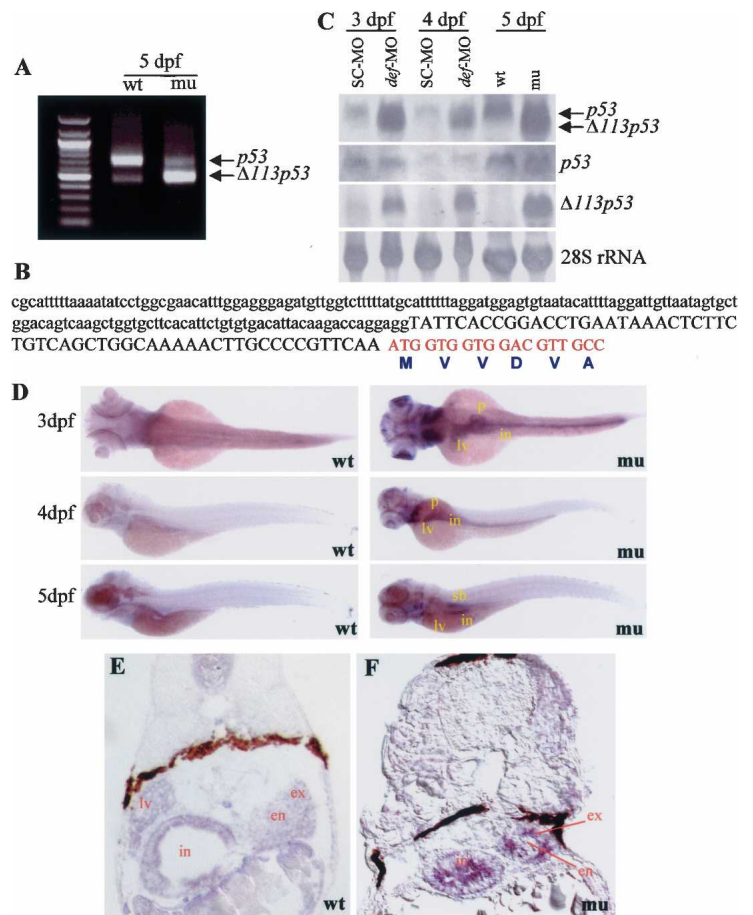 A
5 dpf
wt mu
p53
Δ113p53
C
3 dpf 4 dpf 5 dpf
SC-MO def-MO SC-MO def-MO wt mu
p53
Δ113p53
p53
Δ113p53
28S rRNA
B
cgcatttttaaaatatcctggcgaacatttggagggagatgttggtctttttatgcattttttaggatggagtgtaatacattttaggattgttaatagtgct
ggacagtcaagctggtgcttcacattctgtgtgacattacaagaccaggaggTATTCACCGGACCTGAATAAACTCTTC
TGTCAGCTGGCAAAAACTTGCCCCGTTCAA ATG GTG GTG GAC GTT GCC
M V V D V A
D
3dpf
wt
p
lv
in
mu
4dpf
wt
p
in
lv
mu
5dpf
wt
sb
lv
in
mu
E
lv
ex
en
in
wt
F
ex
in
en
mu